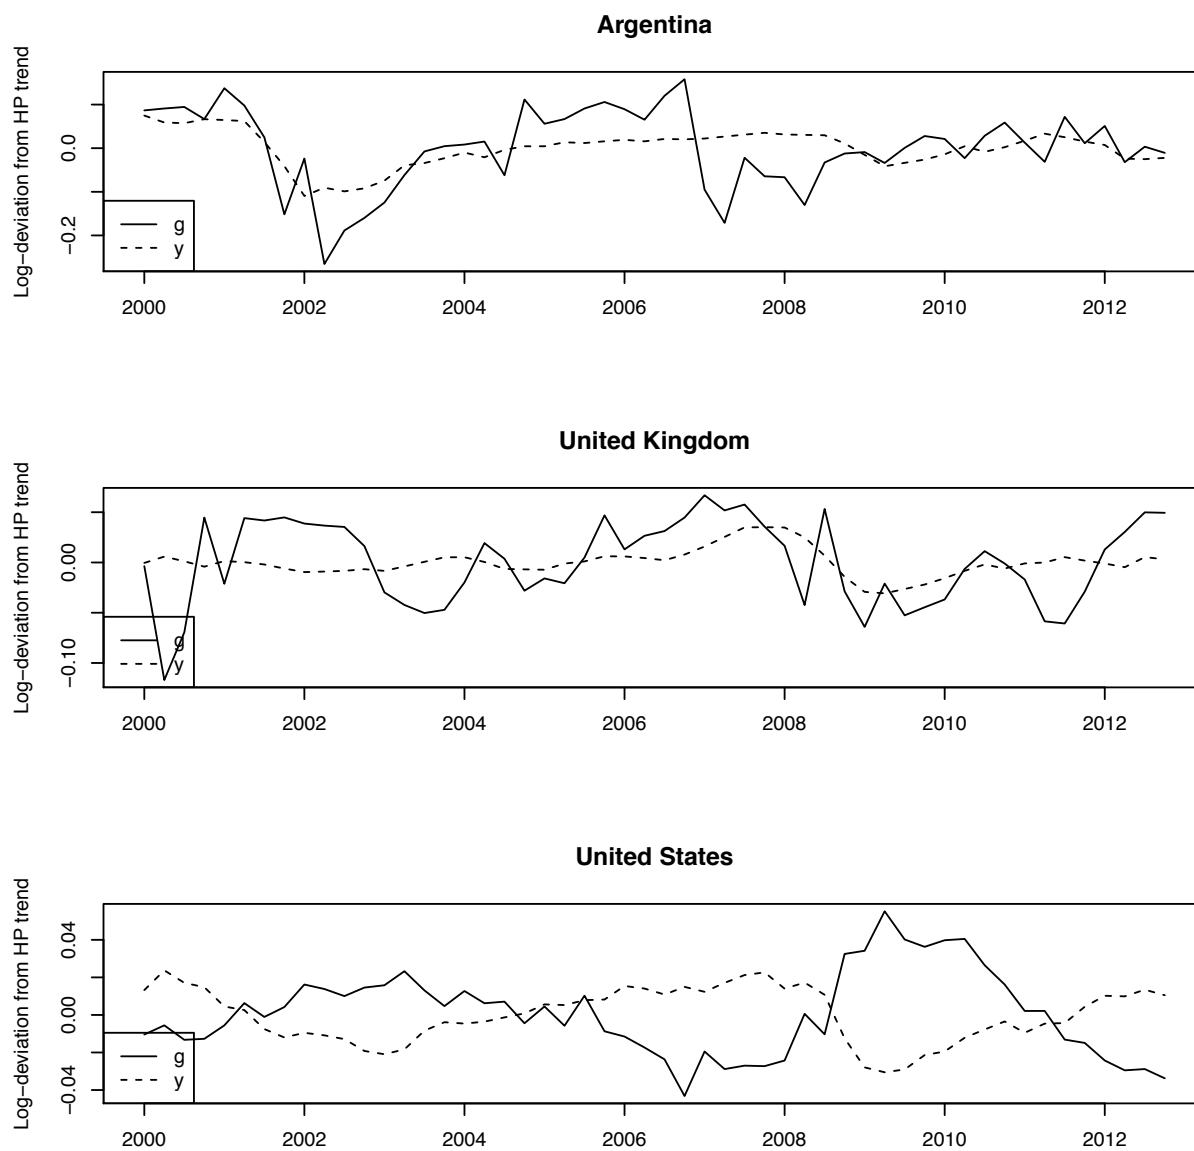 Argentina
Log−deviation from HP trend
0.0
−0.2
g
y
2000 2002 2004 2006 2008 2010 2012
United Kingdom
Log−deviation from HP trend
0.00
−0.10
g
y
2000 2002 2004 2006 2008 2010 2012
United States
Log−deviation from HP trend
0.04
0.00
−0.04
g
y
2000 2002 2004 2006 2008 2010 2012